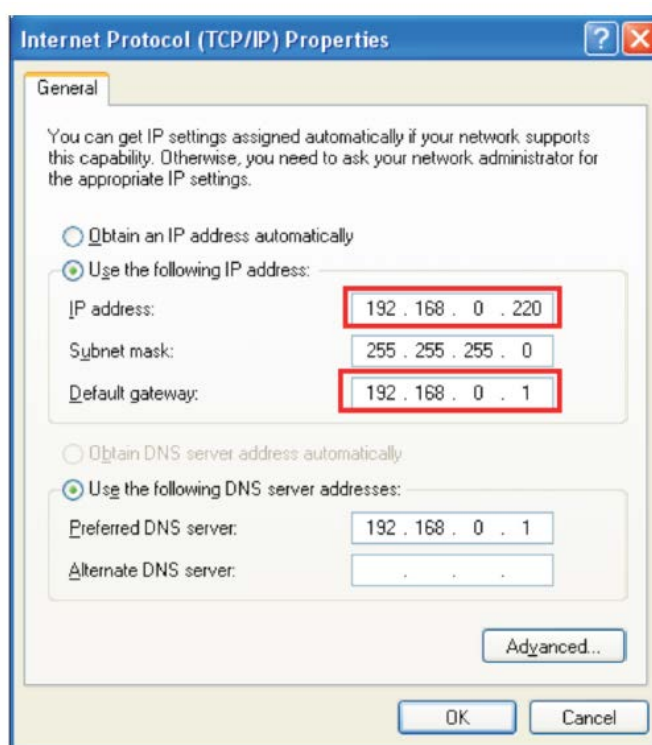 Internet Protocol (TCP/IP) Properties
General
You can get IP settings assigned automatically if your network supports
this capability. Otherwise, you need to ask your network administrator for
the appropriate IP settings.
Obtain an IP address automatically
Use the following IP address:
IP address: 192 . 168 . 0 . 220
Subnet mask: 255 . 255 . 255 . 0
Default gateway: 192 . 168 . 0 . 1
Obtain DNS server address automatically
Use the following DNS server addresses:
Preferred DNS server: 192 . 168 . 0 . 1
Alternate DNS server: . . .
Advanced...
OK Cancel